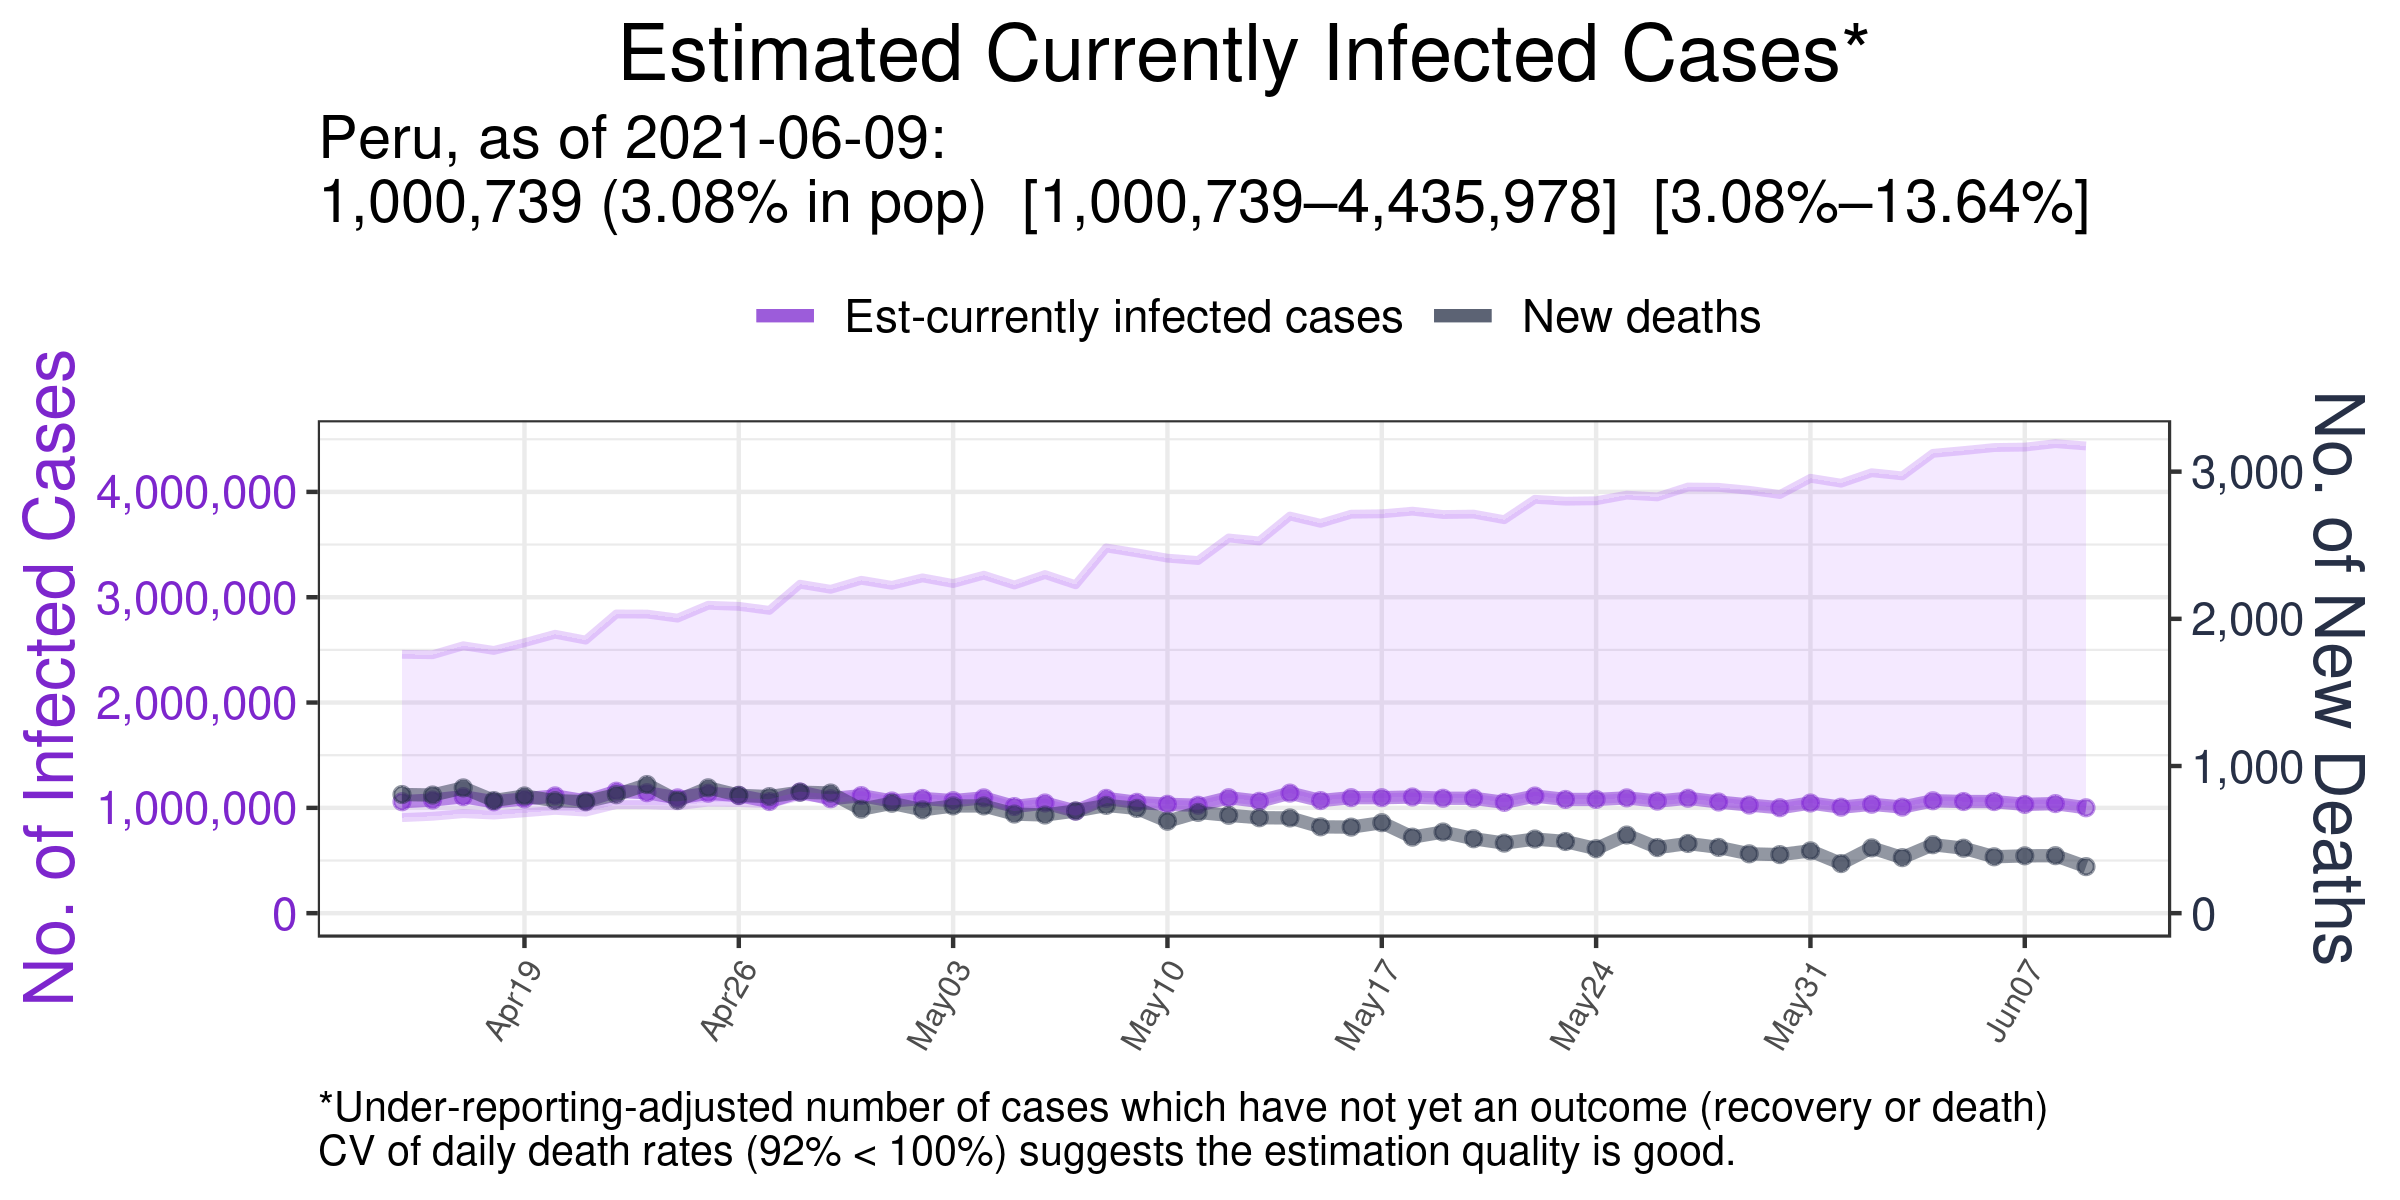 Estimated Currently Infected Cases*
Peru, as of 2021-06-09:
1,000,739 (3.08% in pop)  [1,000,739–4,435,978]  [3.08%–13.64%]
Est-currently infected cases
New deaths
No. of Infected Cases
4,000,000
3,000,000
2,000,000
1,000,000
0
3,000
2,000
1,000
0
No. of New Deaths
Apr19
Apr26
May03
May10
May17
May24
May31
Jun07
*Under-reporting-adjusted number of cases which have not yet an outcome (recovery or death)
CV of daily death rates (92% < 100%) suggests the estimation quality is good.